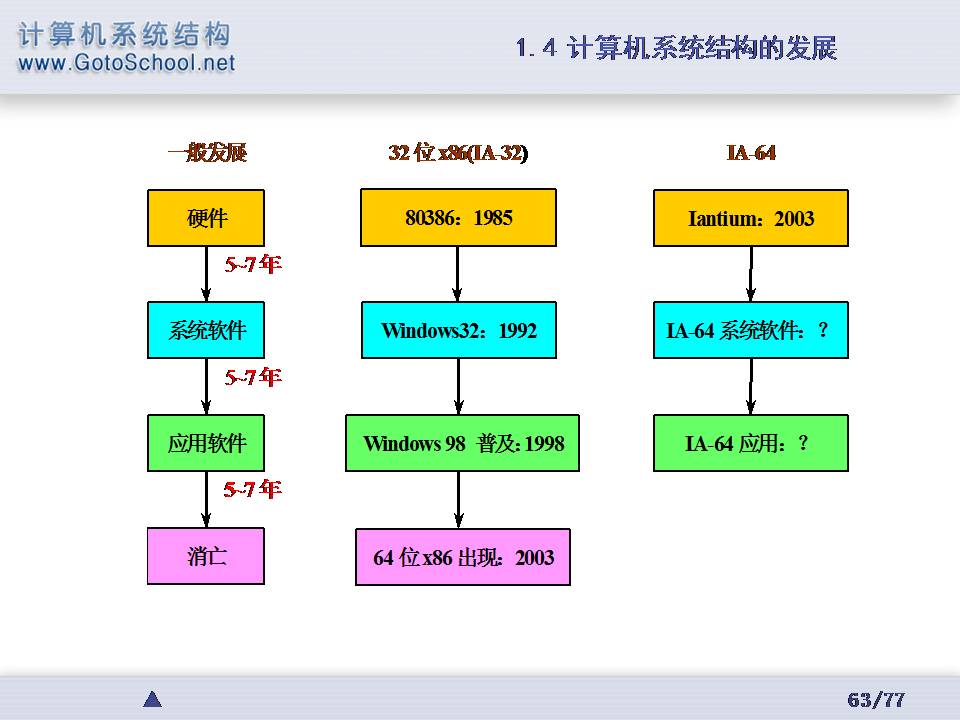 计算机系统结构
www.GotoSchool.net
1.4 计算机系统结构的发展
一般发展
32 位 x86(IA-32)
IA-64
硬件
80386：1985
Iantium：2003
5~7 年
系统软件
Windows32：1992
IA-64 系统软件：？
5~7 年
应用软件
Windows 98 普及：1998
IA-64 应用：？
5~7 年
消亡
64 位 x86 出现：2003
63/77